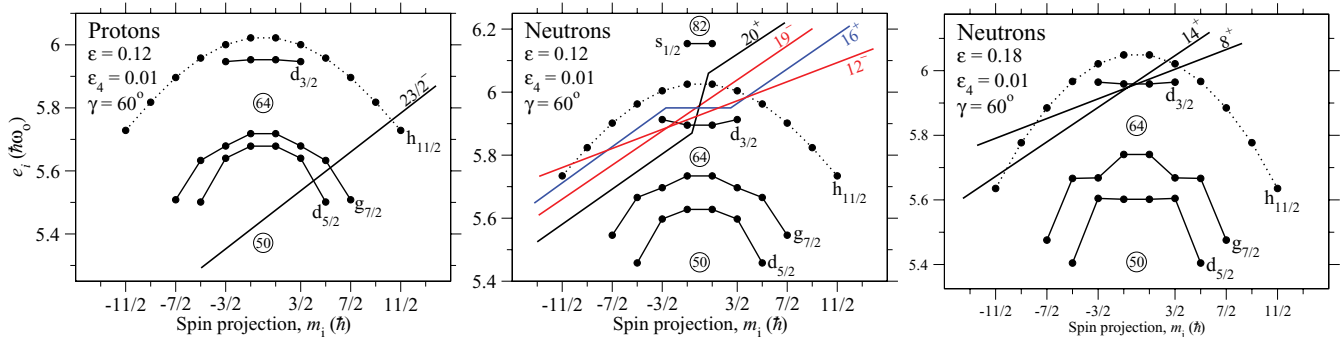 Protons
ε = 0.12
ε4 = 0.01
γ = 60°
d3/2
64
23/2⁻
h11/2
g7/2
d5/2
50
6
5.8
5.6
5.4
ei (ħωo)
-11/2 -7/2 -3/2 3/2 7/2 11/2
Spin projection, mi (ħ)
Neutrons
ε = 0.12
ε4 = 0.01
γ = 60°
82
s1/2
20⁺
19⁻
16⁺
12⁻
d3/2
64
h11/2
g7/2
d5/2
50
6.2
6
5.8
5.6
5.4
-11/2 -7/2 -3/2 3/2 7/2 11/2
Spin projection, mi (ħ)
Neutrons
ε = 0.18
ε4 = 0.01
γ = 60°
14⁺
8⁺
d3/2
64
h11/2
g7/2
d5/2
50
6.2
6
5.8
5.6
5.4
-11/2 -7/2 -3/2 3/2 7/2 11/2
Spin projection, mi (ħ)